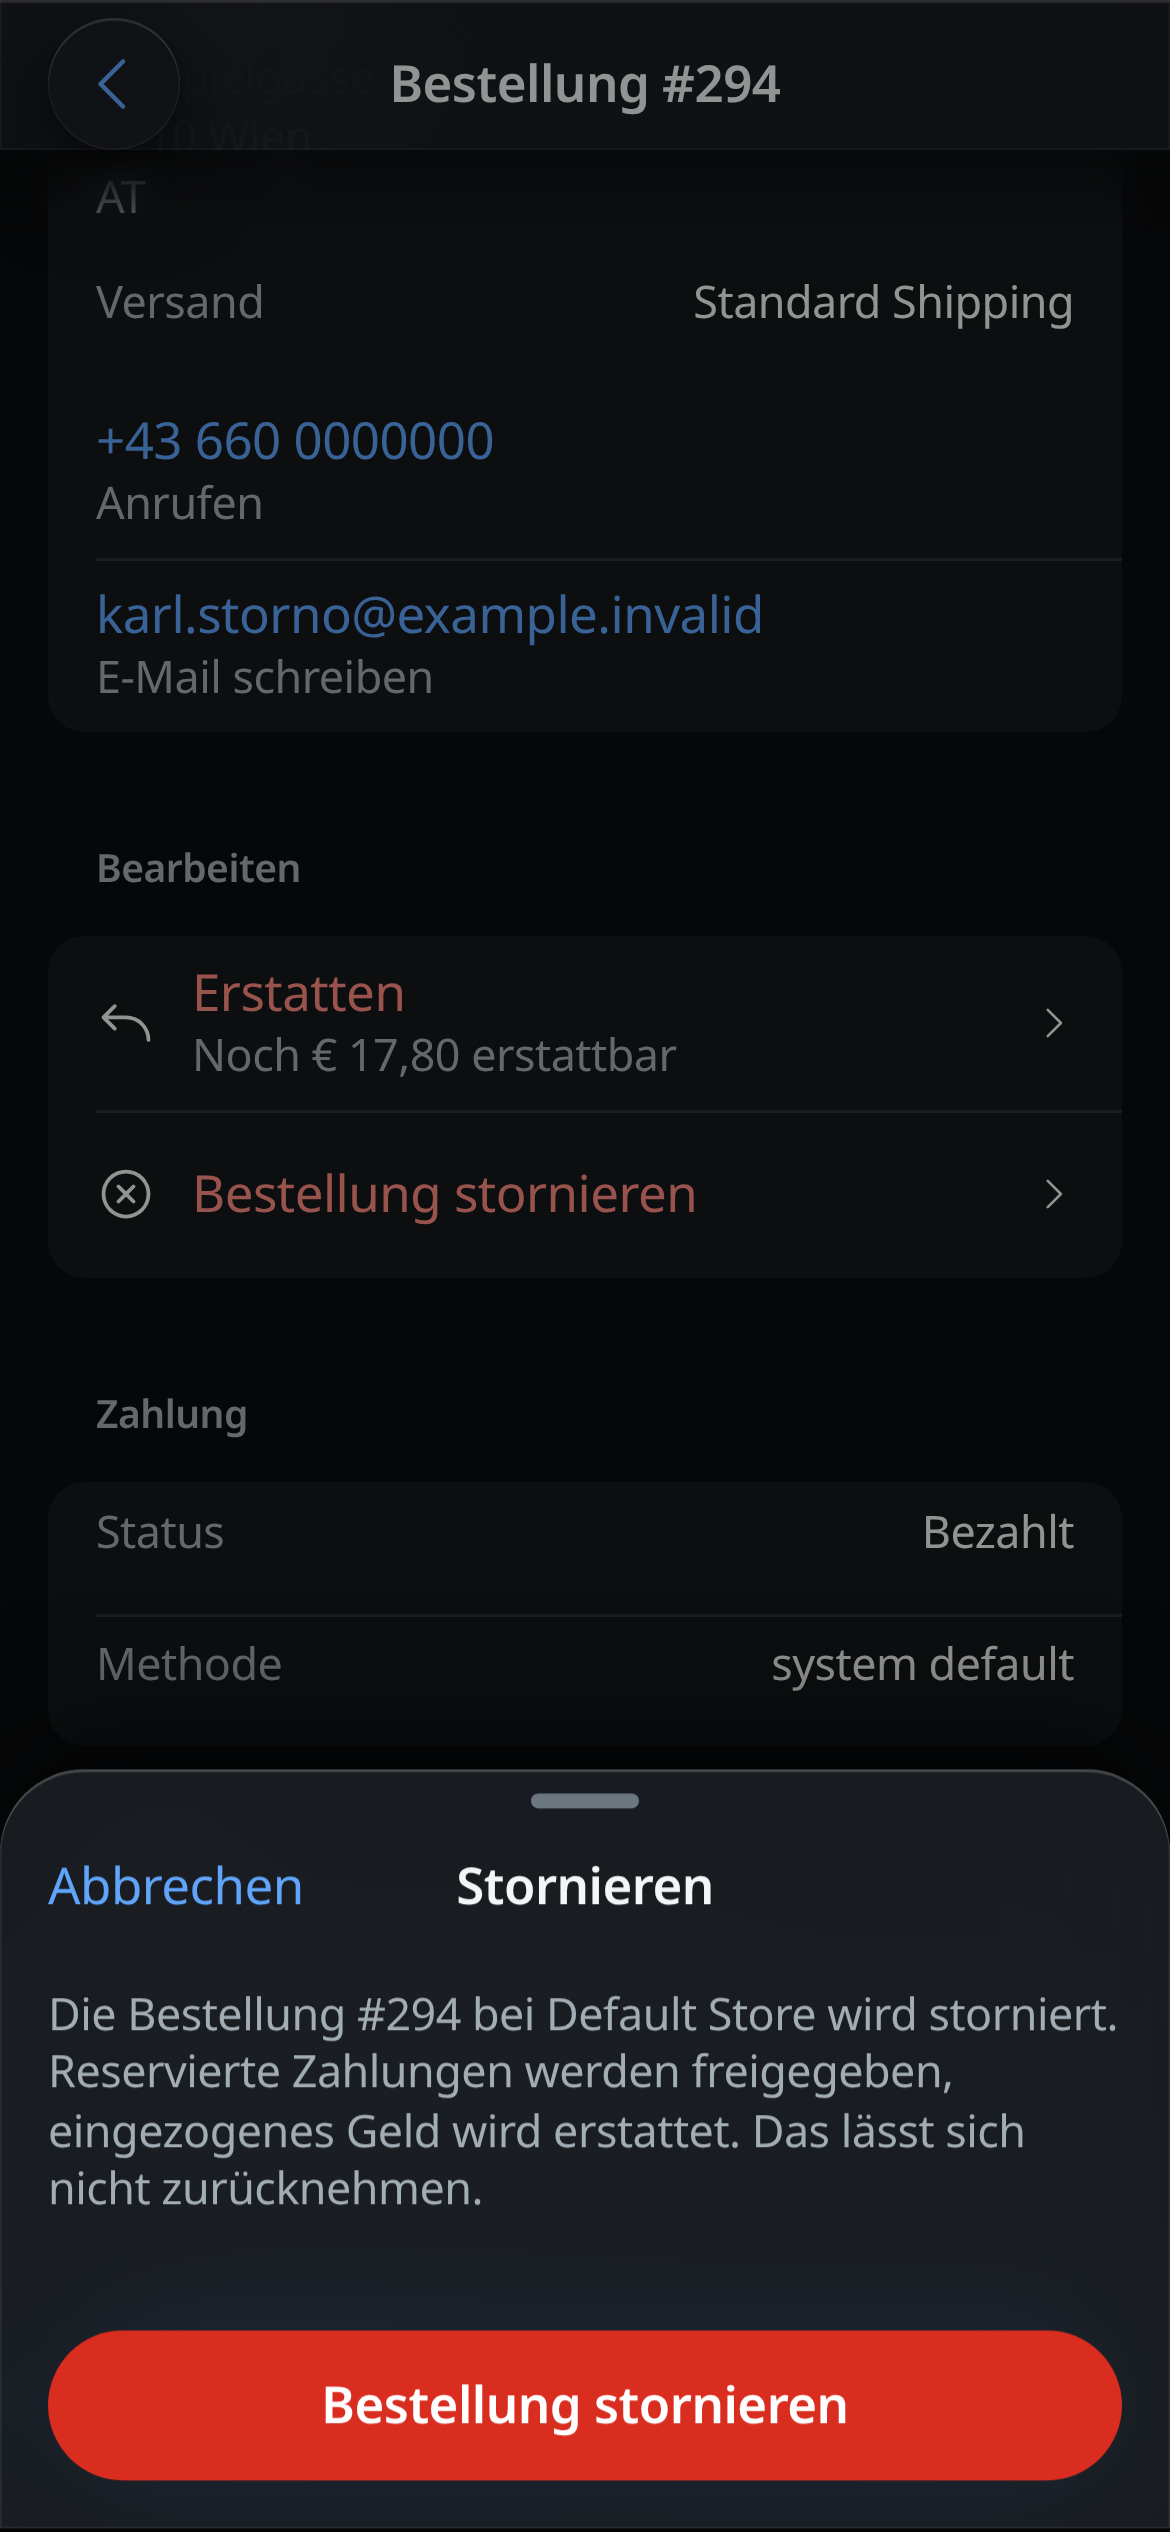 Bestellung #294
Wien
AT
Versand
Standard Shipping
+43 660 0000000
Anrufen
karl.storno@example.invalid
E-Mail schreiben
Bearbeiten
Erstatten
Noch € 17,80 erstattbar
Bestellung stornieren
Zahlung
Status
Bezahlt
Methode
system default
Abbrechen
Stornieren
Die Bestellung #294 bei Default Store wird storniert.
Reservierte Zahlungen werden freigegeben,
eingezogenes Geld wird erstattet. Das lässt sich
nicht zurücknehmen.
Bestellung stornieren